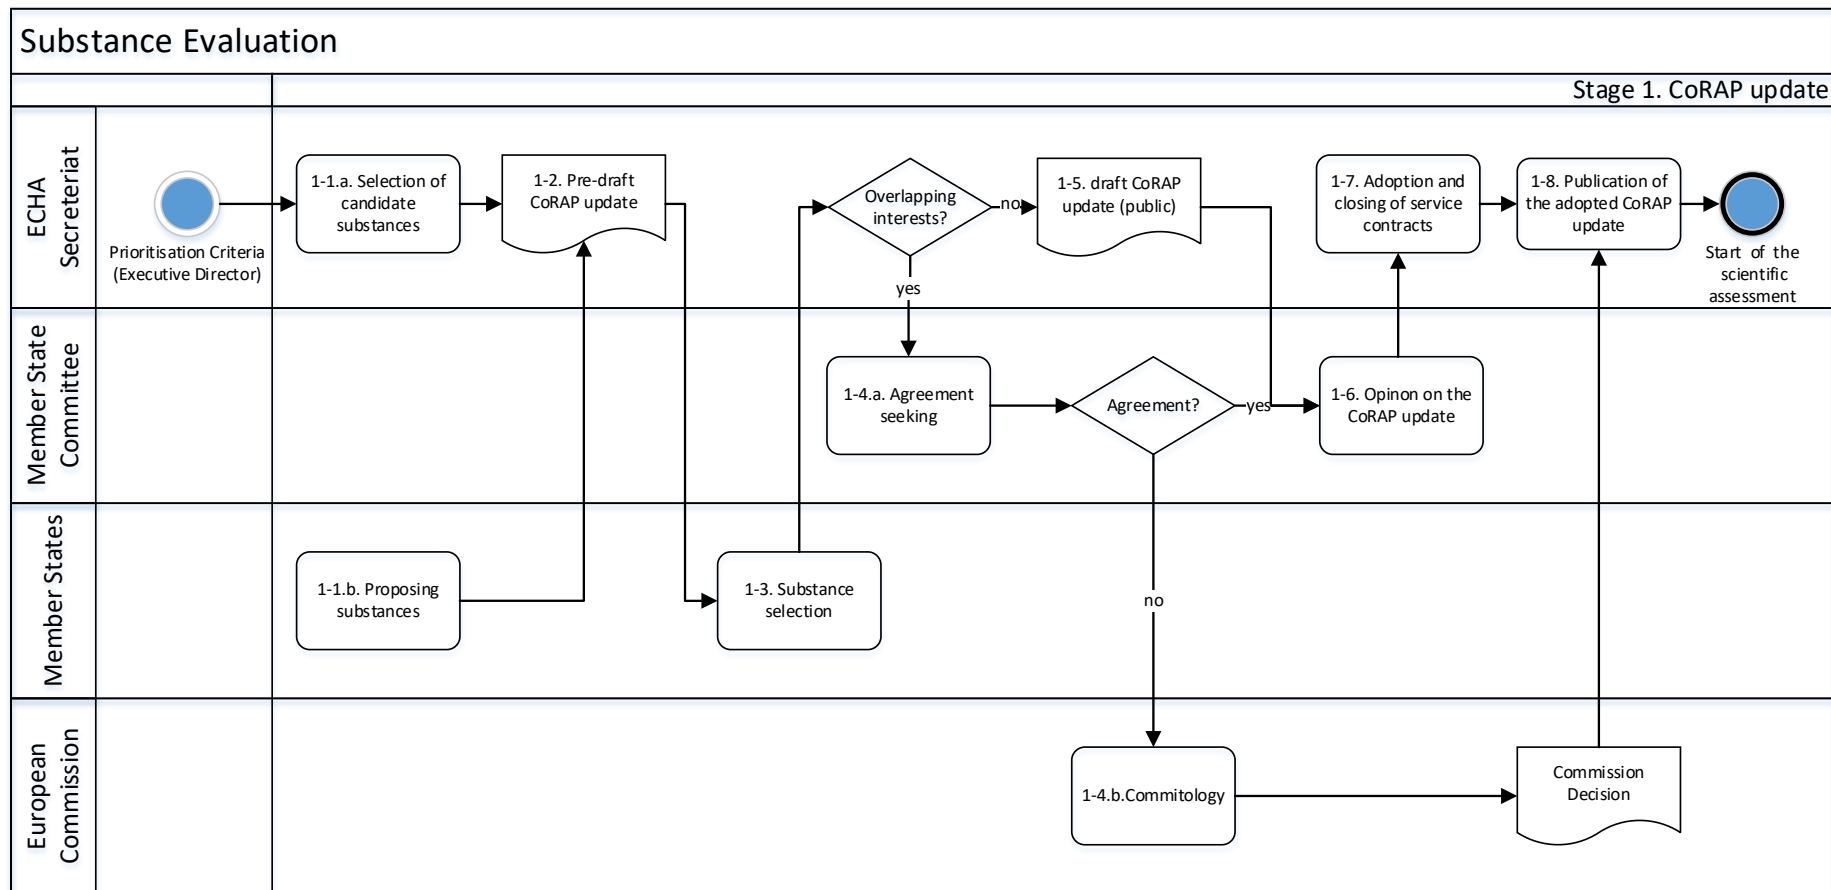 Substance Evaluation
Stage 1. CoRAP update
ECHA
Secreteriat
Prioritisation Criteria
(Executive Director)
1-1.a. Selection of
candidate
substances
1-2. Pre-draft
CoRAP update
Overlapping
interests?
no
yes
1-5. draft CoRAP
update (public)
1-7. Adoption and
closing of service
contracts
1-8. Publication of
the adopted CoRAP
update
Start of the
scientific
assessment
Member State
Committee
1-4.a. Agreement
seeking
Agreement?
yes
1-6. Opinon on the
CoRAP update
Member States
1-1.b. Proposing
substances
1-3. Substance
selection
no
European
Commission
1-4.b.Commitology
Commission
Decision